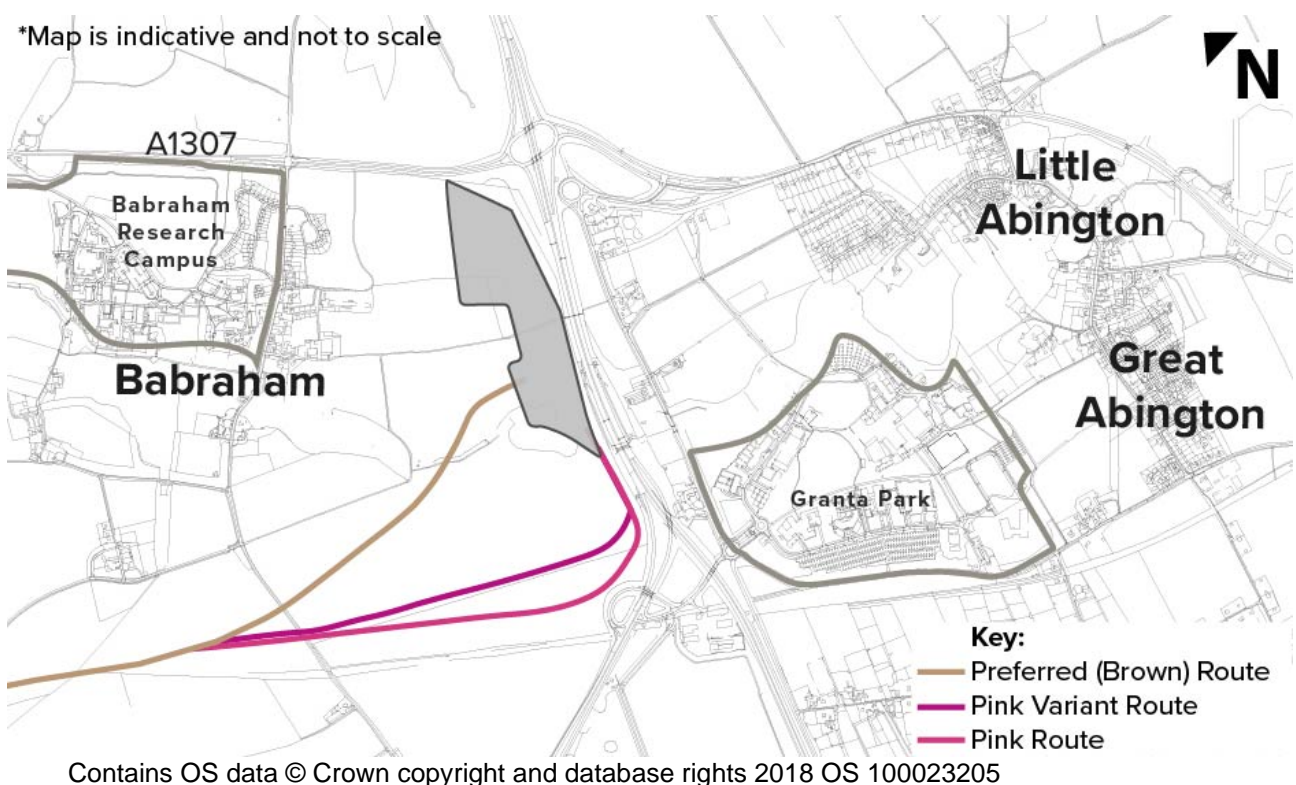 *Map is indicative and not to scale
N
A1307
Babraham
Research
Campus
Babraham
Little
Abington
Great
Abington
Granta Park
Key:
Preferred (Brown) Route
Pink Variant Route
Pink Route
Contains OS data © Crown copyright and database rights 2018 OS 100023205